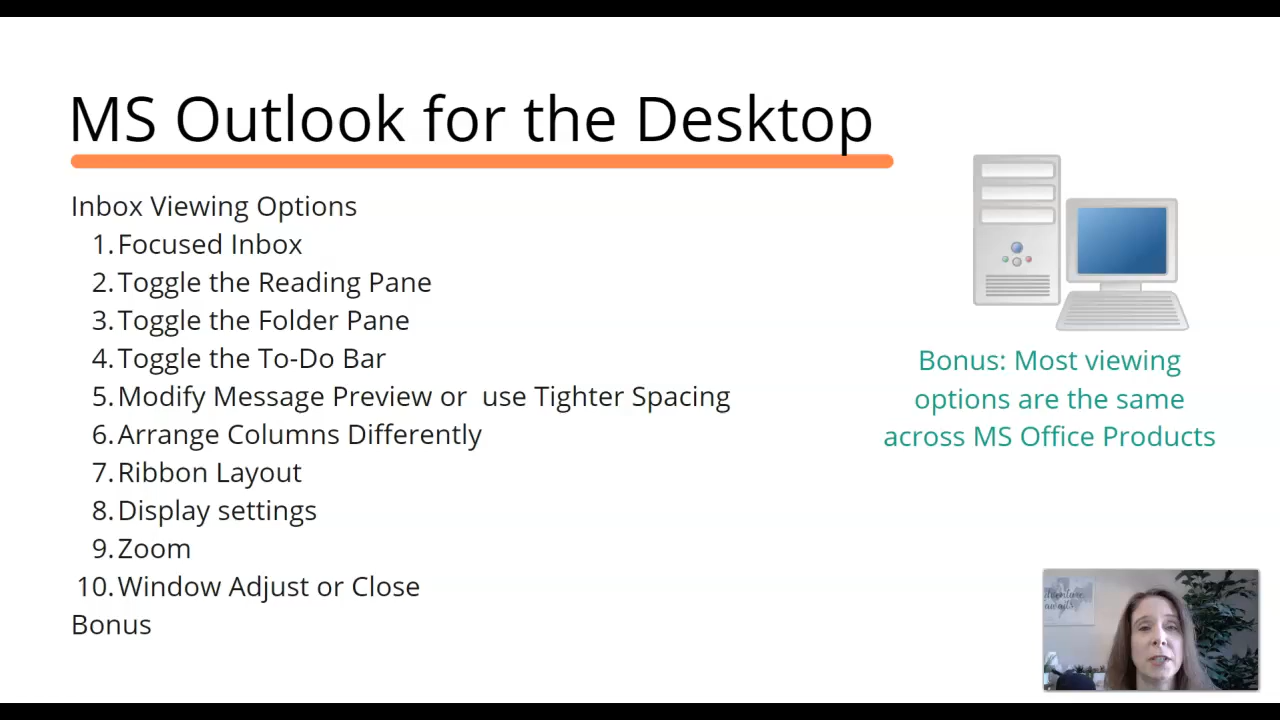 MS Outlook for the Desktop
Inbox Viewing Options
1. Focused Inbox
2. Toggle the Reading Pane
3. Toggle the Folder Pane
4. Toggle the To-Do Bar
5. Modify Message Preview or  use Tighter Spacing
6. Arrange Columns Differently
7. Ribbon Layout
8. Display settings
9. Zoom
10. Window Adjust or Close
Bonus
Bonus: Most viewing
options are the same
across MS Office Products
awaits